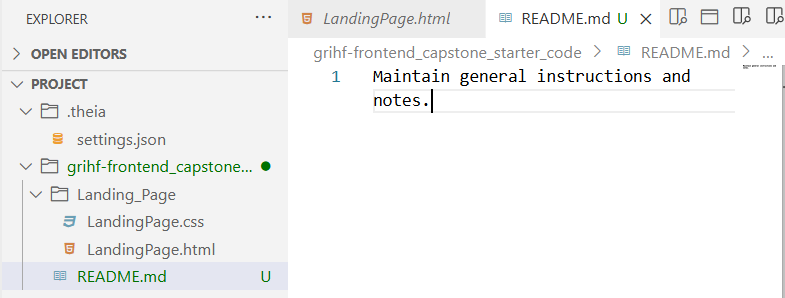 EXPLORER ...
OPEN EDITORS
PROJECT
.theia
settings.json
grihf-frontend_capstone...
Landing_Page
LandingPage.css
LandingPage.html
README.md U
LandingPage.html README.md U
grihf-frontend_capstone_starter_code > README.md > ...
1 Maintain general instructions and
notes.